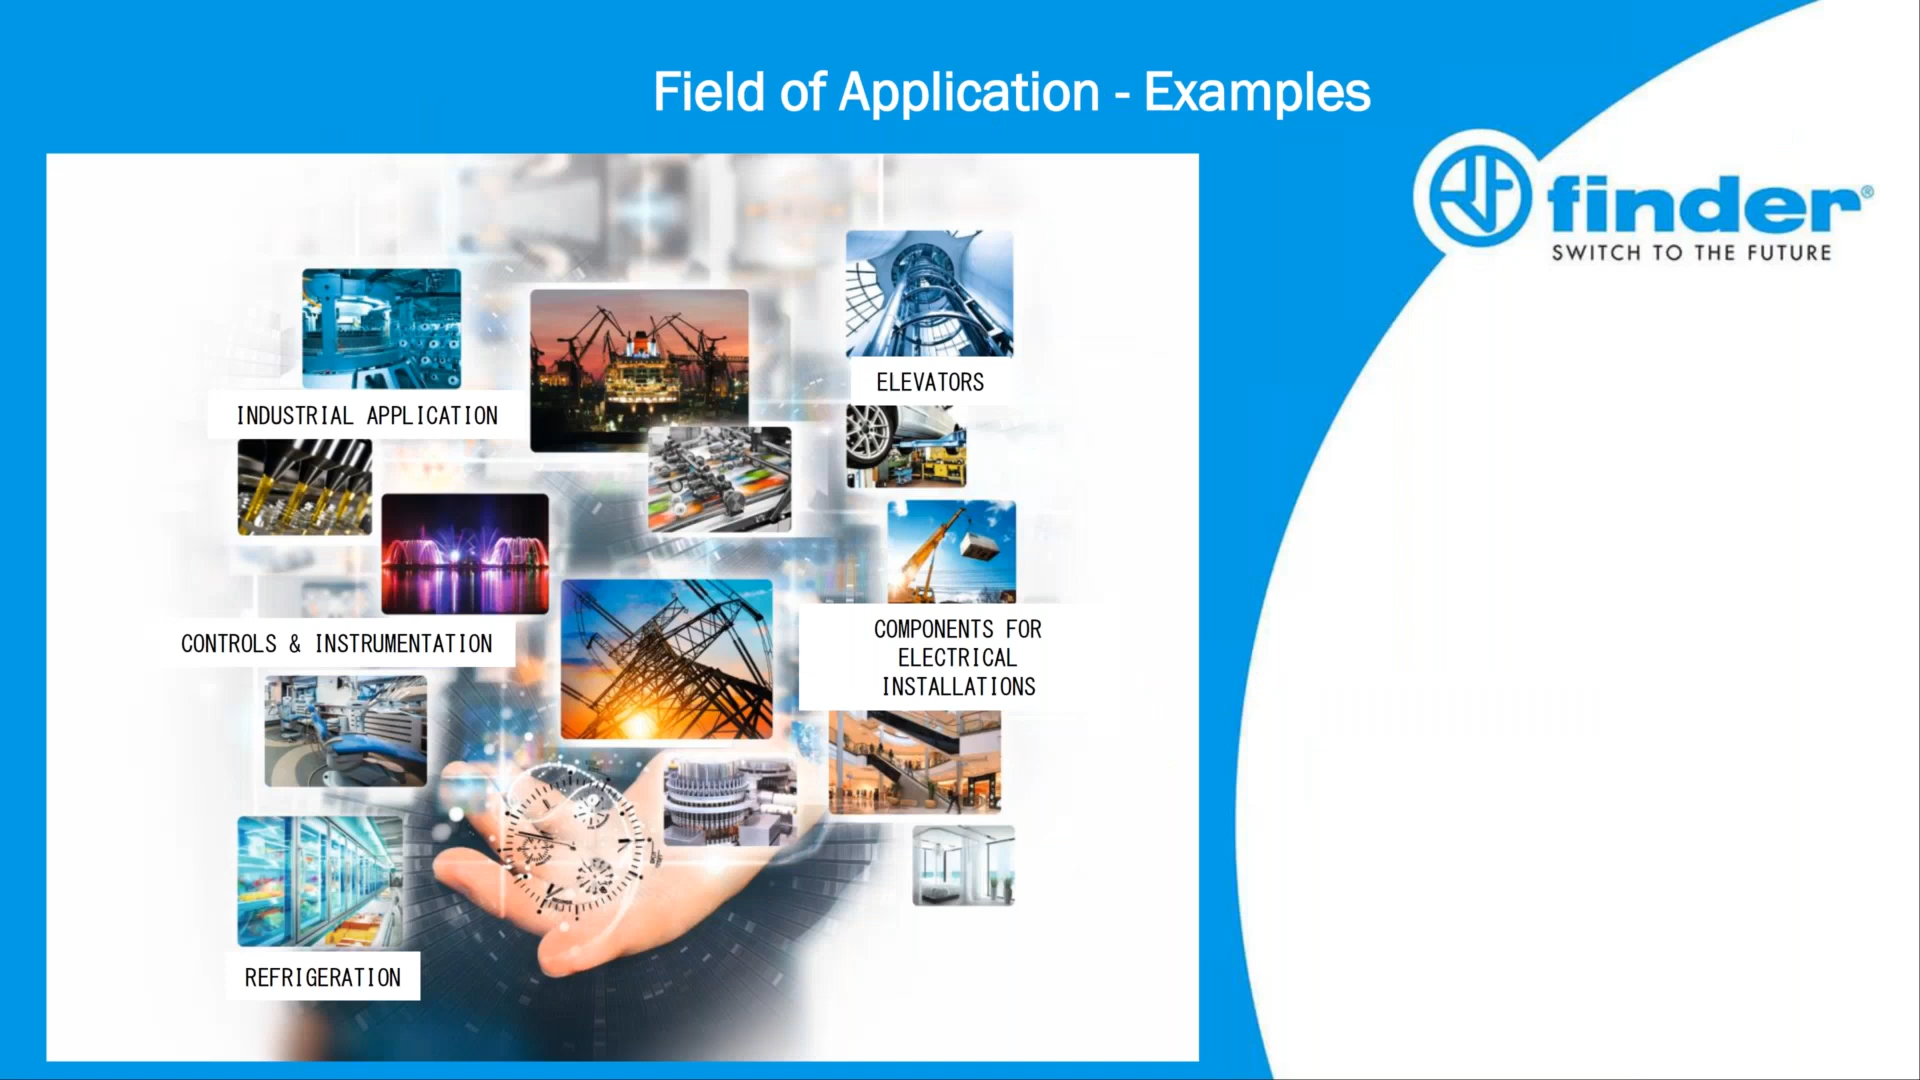 Field of Application - Examples
finder®
SWITCH TO THE FUTURE
ELEVATORS
INDUSTRIAL APPLICATION
CONTROLS & INSTRUMENTATION
COMPONENTS FOR
ELECTRICAL
INSTALLATIONS
REFRIGERATION